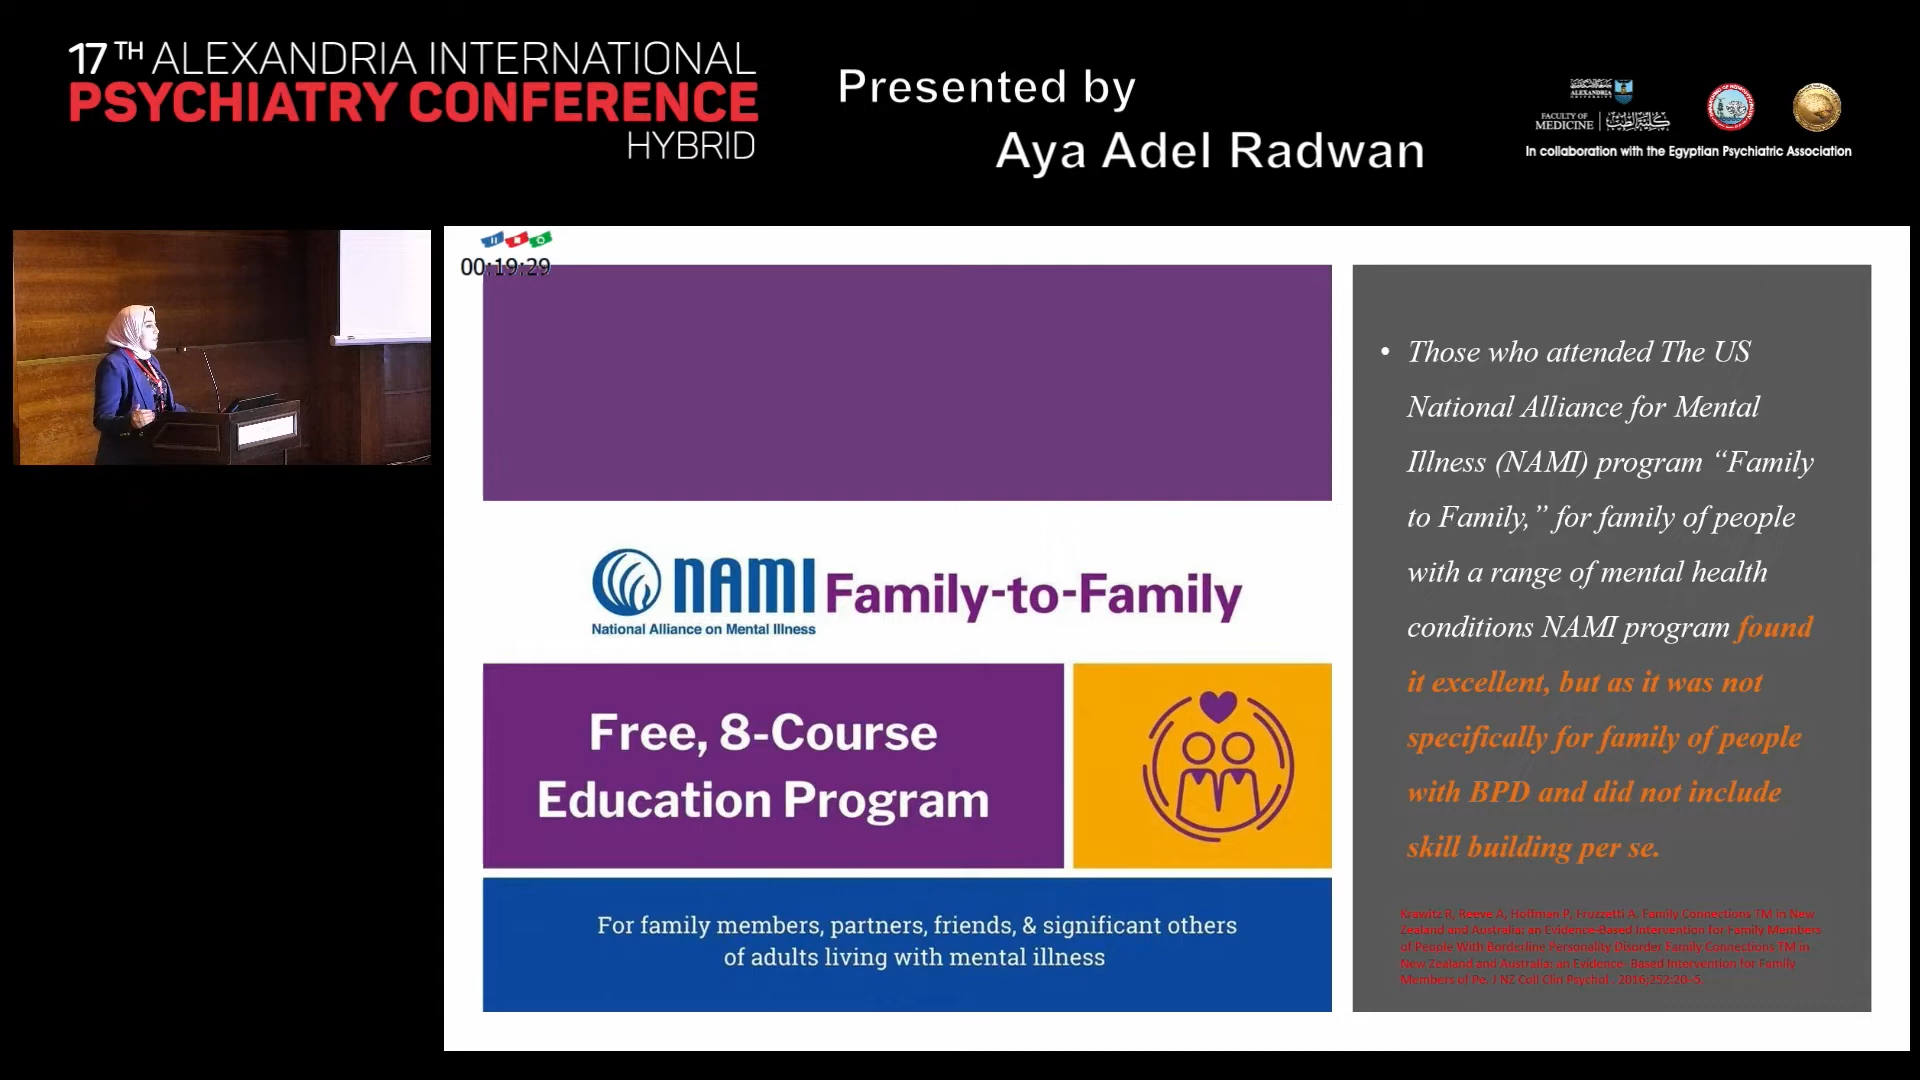 17TH ALEXANDRIA INTERNATIONAL
PSYCHIATRY CONFERENCE
HYBRID
Presented by
Aya Adel Radwan
ALEXANDRIA
FACULTY OF
MEDICINE
كلية الطب
In collaboration with the Egyptian Psychiatric Association
00:19:29
NAMI Family-to-Family
National Alliance on Mental Illness
Free, 8-Course
Education Program
For family members, partners, friends, & significant others
of adults living with mental illness
• Those who attended The US
National Alliance for Mental
Illness (NAMI) program “Family
to Family,” for family of people
with a range of mental health
conditions NAMI program found
it excellent, but as it was not
specifically for family of people
with BPD and did not include
skill building per se.
Krawitz R, Reeve A, Hoffman P, Fruzzetti A. Family Connections TM in New
Zealand and Australia: an Evidence-Based Intervention for Family Members
of People With Borderline Personality Disorder Family Connections TM in
New Zealand and Australia: an Evidence- Based Intervention for Family
Members of Pe. J NZ Coll Clin Psychol . 2016;252:20–5.